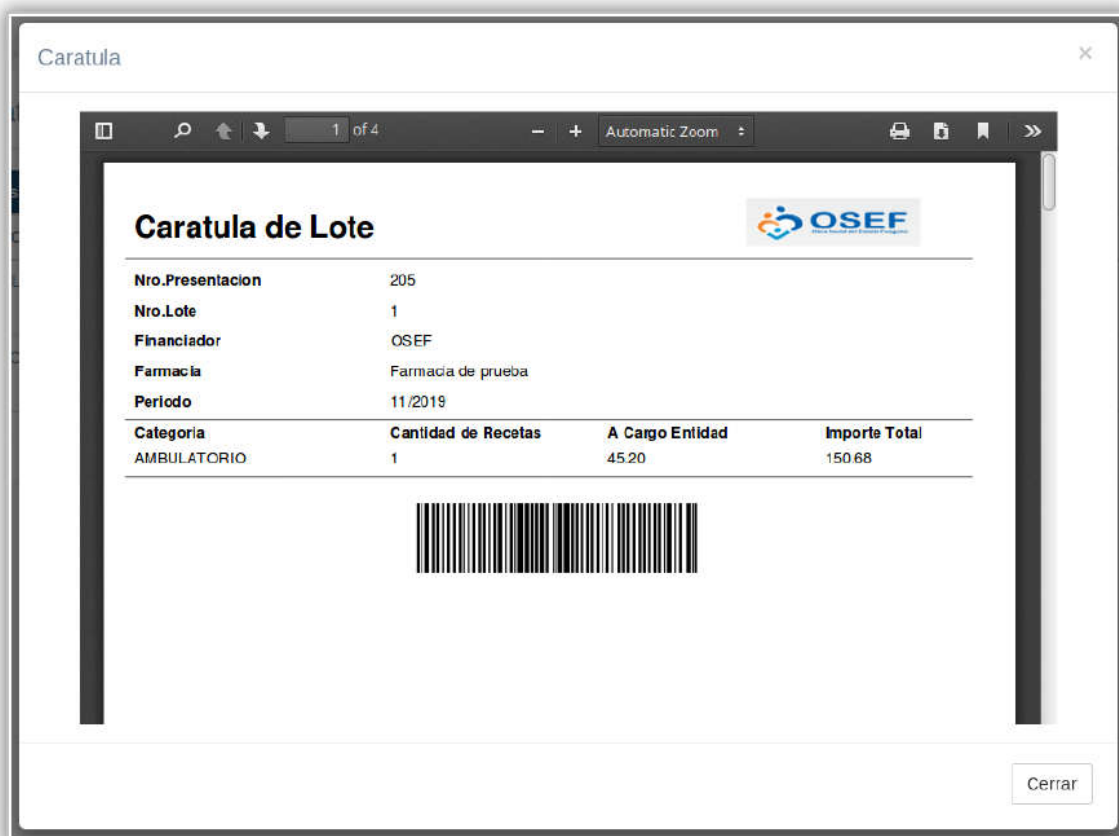 Caratula ×
1 of 4 Automatic Zoom
Caratula de Lote
OSEF
Nro.Presentacion 205
Nro.Lote 1
Financiador OSEF
Farmacia Farmacia de prueba
Periodo 11/2019
Categoria Cantidad de Recetas A Cargo Entidad Importe Total
AMBULATORIO 1 45.20 150.68
Cerrar